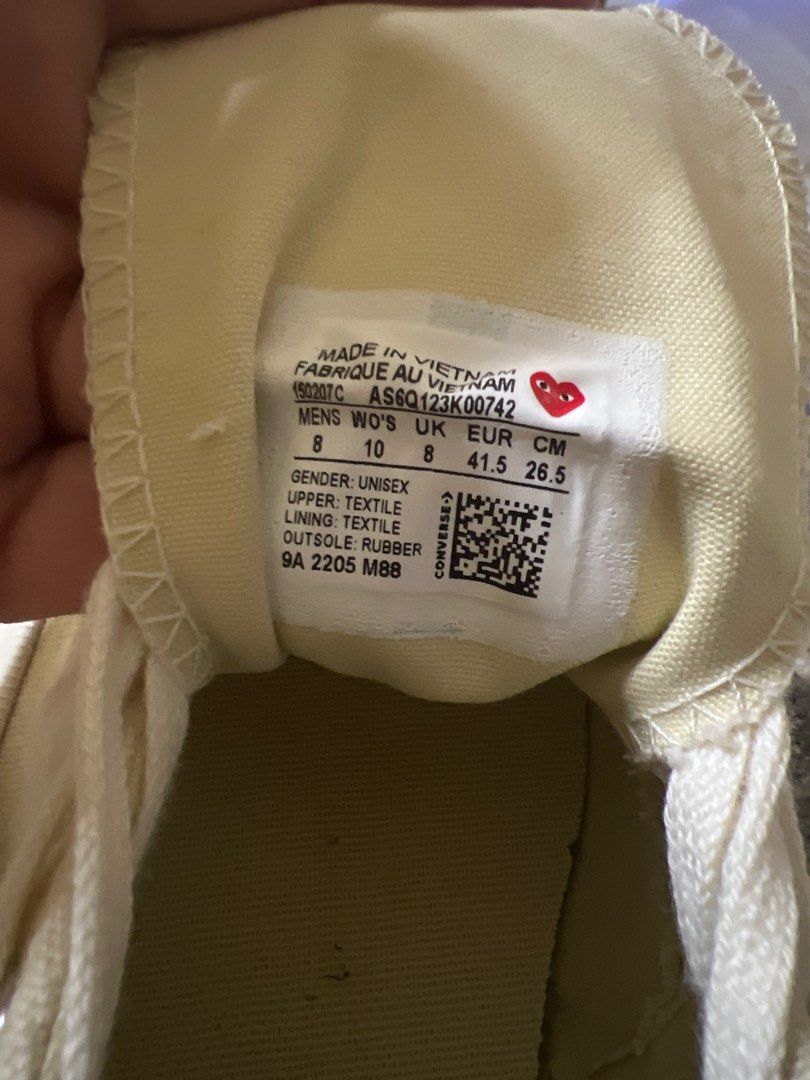 MADE IN VIETNAM
FABRIQUE AU VIETNAM
150207C AS6Q123K00742
MENS WO'S UK EUR CM
8 10 8 41.5 26.5
GENDER: UNISEX
UPPER: TEXTILE
LINING: TEXTILE
OUTSOLE: RUBBER
9A 2205 M88
CONVERSE